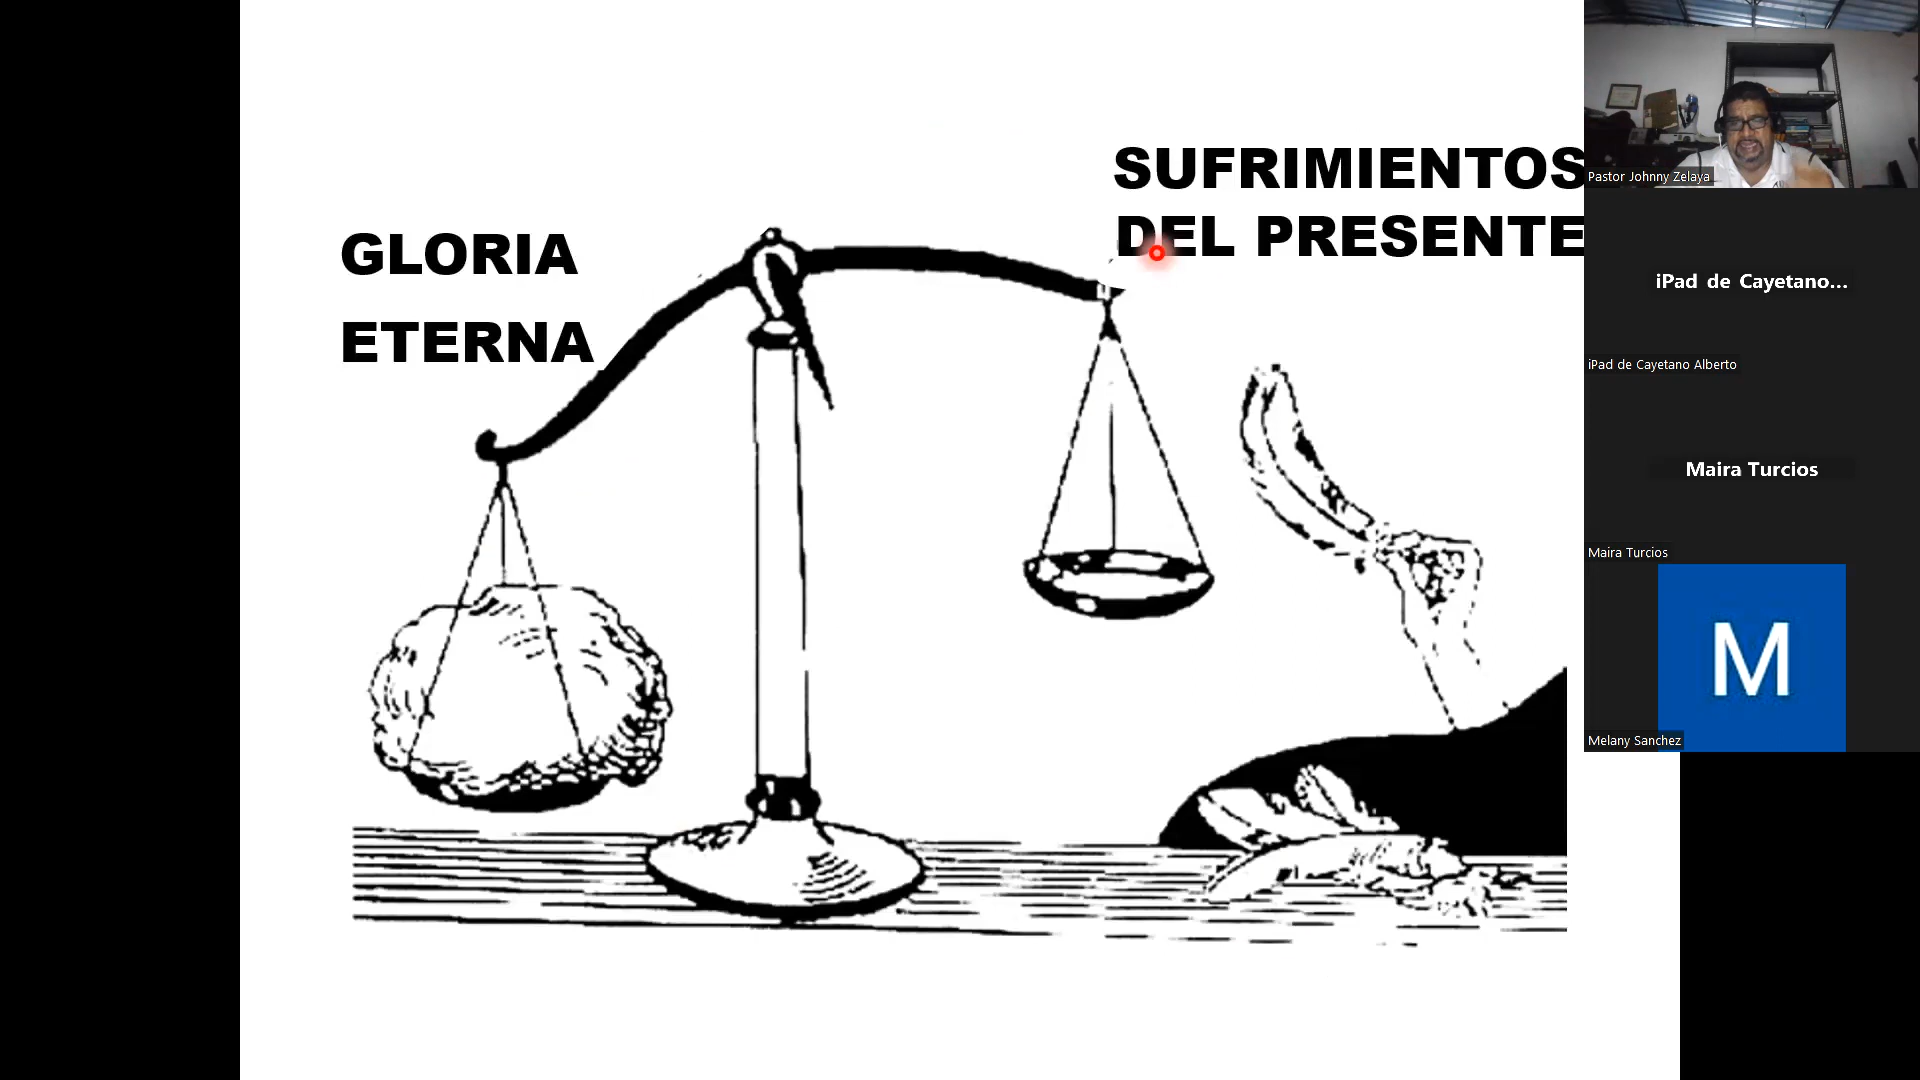 GLORIA
ETERNA
SUFRIMIENTOS
DEL PRESENTE
Pastor Johnny Zelaya
iPad de Cayetano...
iPad de Cayetano Alberto
Maira Turcios
Maira Turcios
M
Melany Sanchez